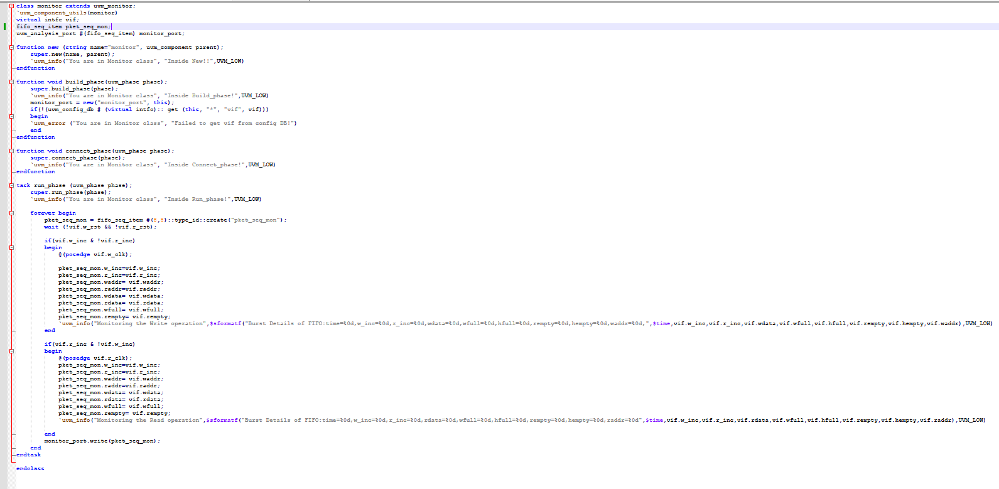 class monitor extends uvm_monitor;
`uvm_component_utils(monitor)
virtual intfc vif;
fifo_seq_item pket_seq_mon;
uvm_analysis_port #(fifo_seq_item) monitor_port;
function new (string name="monitor", uvm_component parent);
super.new(name, parent);
`uvm_info("You are in Monitor class", "Inside New!!",UVM_LOW)
endfunction
function void build_phase(uvm_phase phase);
super.build_phase(phase);
`uvm_info("You are in Monitor class", "Inside Build_phase!",UVM_LOW)
monitor_port = new("monitor_port", this);
if(!(uvm_config_db # (virtual intfc):: get (this, "*", "vif", vif)))
begin
`uvm_error ("You are in Monitor class", "Failed to get vif from config DB!")
end
endfunction
function void connect_phase(uvm_phase phase);
super.connect_phase(phase);
`uvm_info("You are in Monitor class", "Inside Connect_phase!",UVM_LOW)
endfunction
task run_phase (uvm_phase phase);
super.run_phase(phase);
`uvm_info("You are in Monitor class", "Inside Run_phase!",UVM_LOW)
forever begin
pket_seq_mon = fifo_seq_item #(8,8)::type_id::create("pket_seq_mon");
wait (!vif.w_rst && !vif.r_rst);
if(vif.w_inc & !vif.r_inc)
begin
@(posedge vif.w_clk);
pket_seq_mon.w_inc=vif.w_inc;
pket_seq_mon.r_inc=vif.r_inc;
pket_seq_mon.waddr= vif.waddr;
pket_seq_mon.raddr=vif.raddr;
pket_seq_mon.wdata= vif.wdata;
pket_seq_mon.rdata= vif.rdata;
pket_seq_mon.wfull= vif.wfull;
pket_seq_mon.rempty= vif.rempty;
`uvm_info("Monitoring the Write operation",$sformatf("Burst Details of FIFO:time=%0d,w_inc=%0d,r_inc=%0d,wdata=%0d,wfull=%0d,hfull=%0d,rempty=%0d,hempty=%0d,waddr=%0d,",$time,vif.w_inc,vif.r_inc,vif.wdata,vif.wfull,vif.hfull,vif.rempty,vif.hempty,vif.waddr),UVM_LOW)
end
if(vif.r_inc & !vif.w_inc)
begin
@(posedge vif.r_clk);
pket_seq_mon.w_inc=vif.w_inc;
pket_seq_mon.r_inc=vif.r_inc;
pket_seq_mon.waddr= vif.waddr;
pket_seq_mon.raddr=vif.raddr;
pket_seq_mon.wdata= vif.wdata;
pket_seq_mon.rdata= vif.rdata;
pket_seq_mon.wfull= vif.wfull;
pket_seq_mon.rempty= vif.rempty;
`uvm_info("Monitoring the Read operation",$sformatf("Burst Details of FIFO:time=%0d,w_inc=%0d,r_inc=%0d,rdata=%0d,wfull=%0d,hfull=%0d,rempty=%0d,hempty=%0d,raddr=%0d",$time,vif.w_inc,vif.r_inc,vif.rdata,vif.wfull,vif.hfull,vif.rempty,vif.hempty,vif.raddr),UVM_LOW)
end
monitor_port.write(pket_seq_mon);
end
endtask
endclass